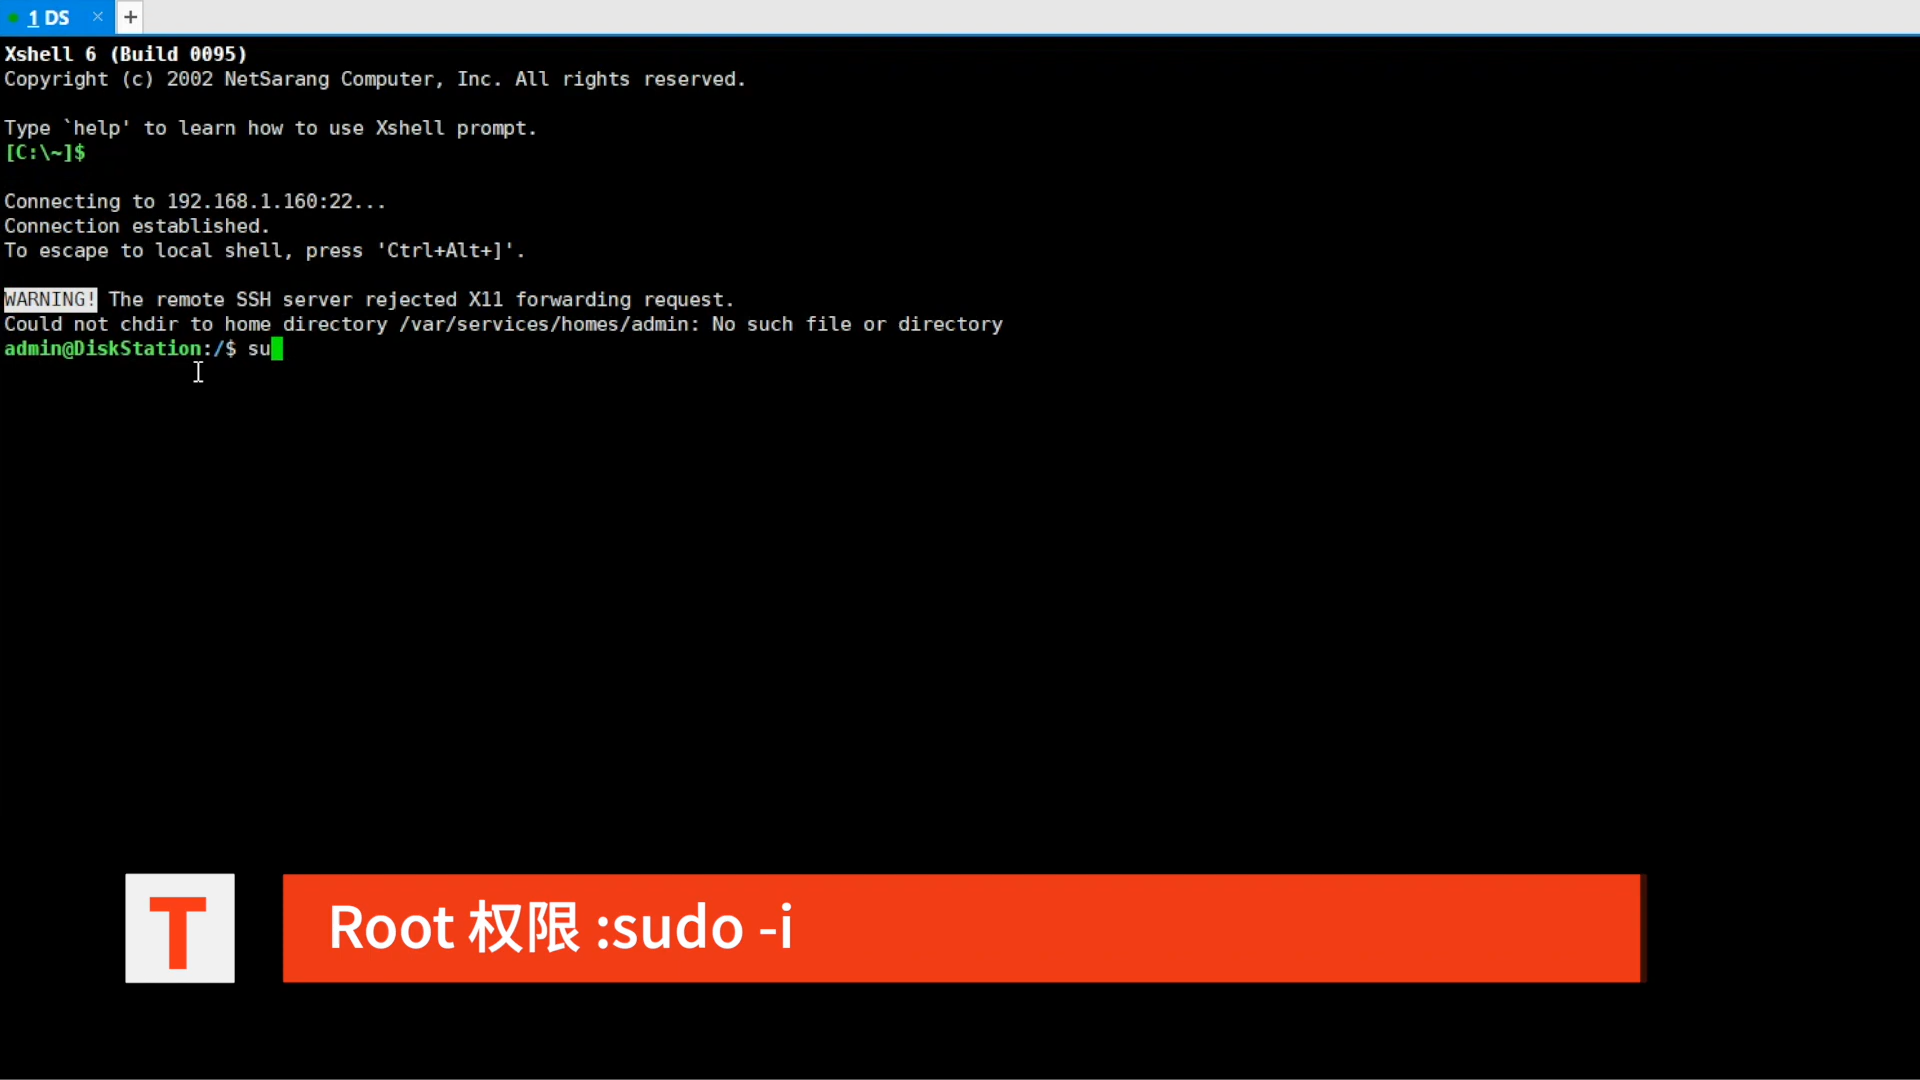 1 DS × +
Xshell 6 (Build 0095)
Copyright (c) 2002 NetSarang Computer, Inc. All rights reserved.
Type `help' to learn how to use Xshell prompt.
[C:\~]$
Connecting to 192.168.1.160:22...
Connection established.
To escape to local shell, press 'Ctrl+Alt+]'.
WARNING! The remote SSH server rejected X11 forwarding request.
Could not chdir to home directory /var/services/homes/admin: No such file or directory
admin@DiskStation:/$ su
T
Root 权限 :sudo -i